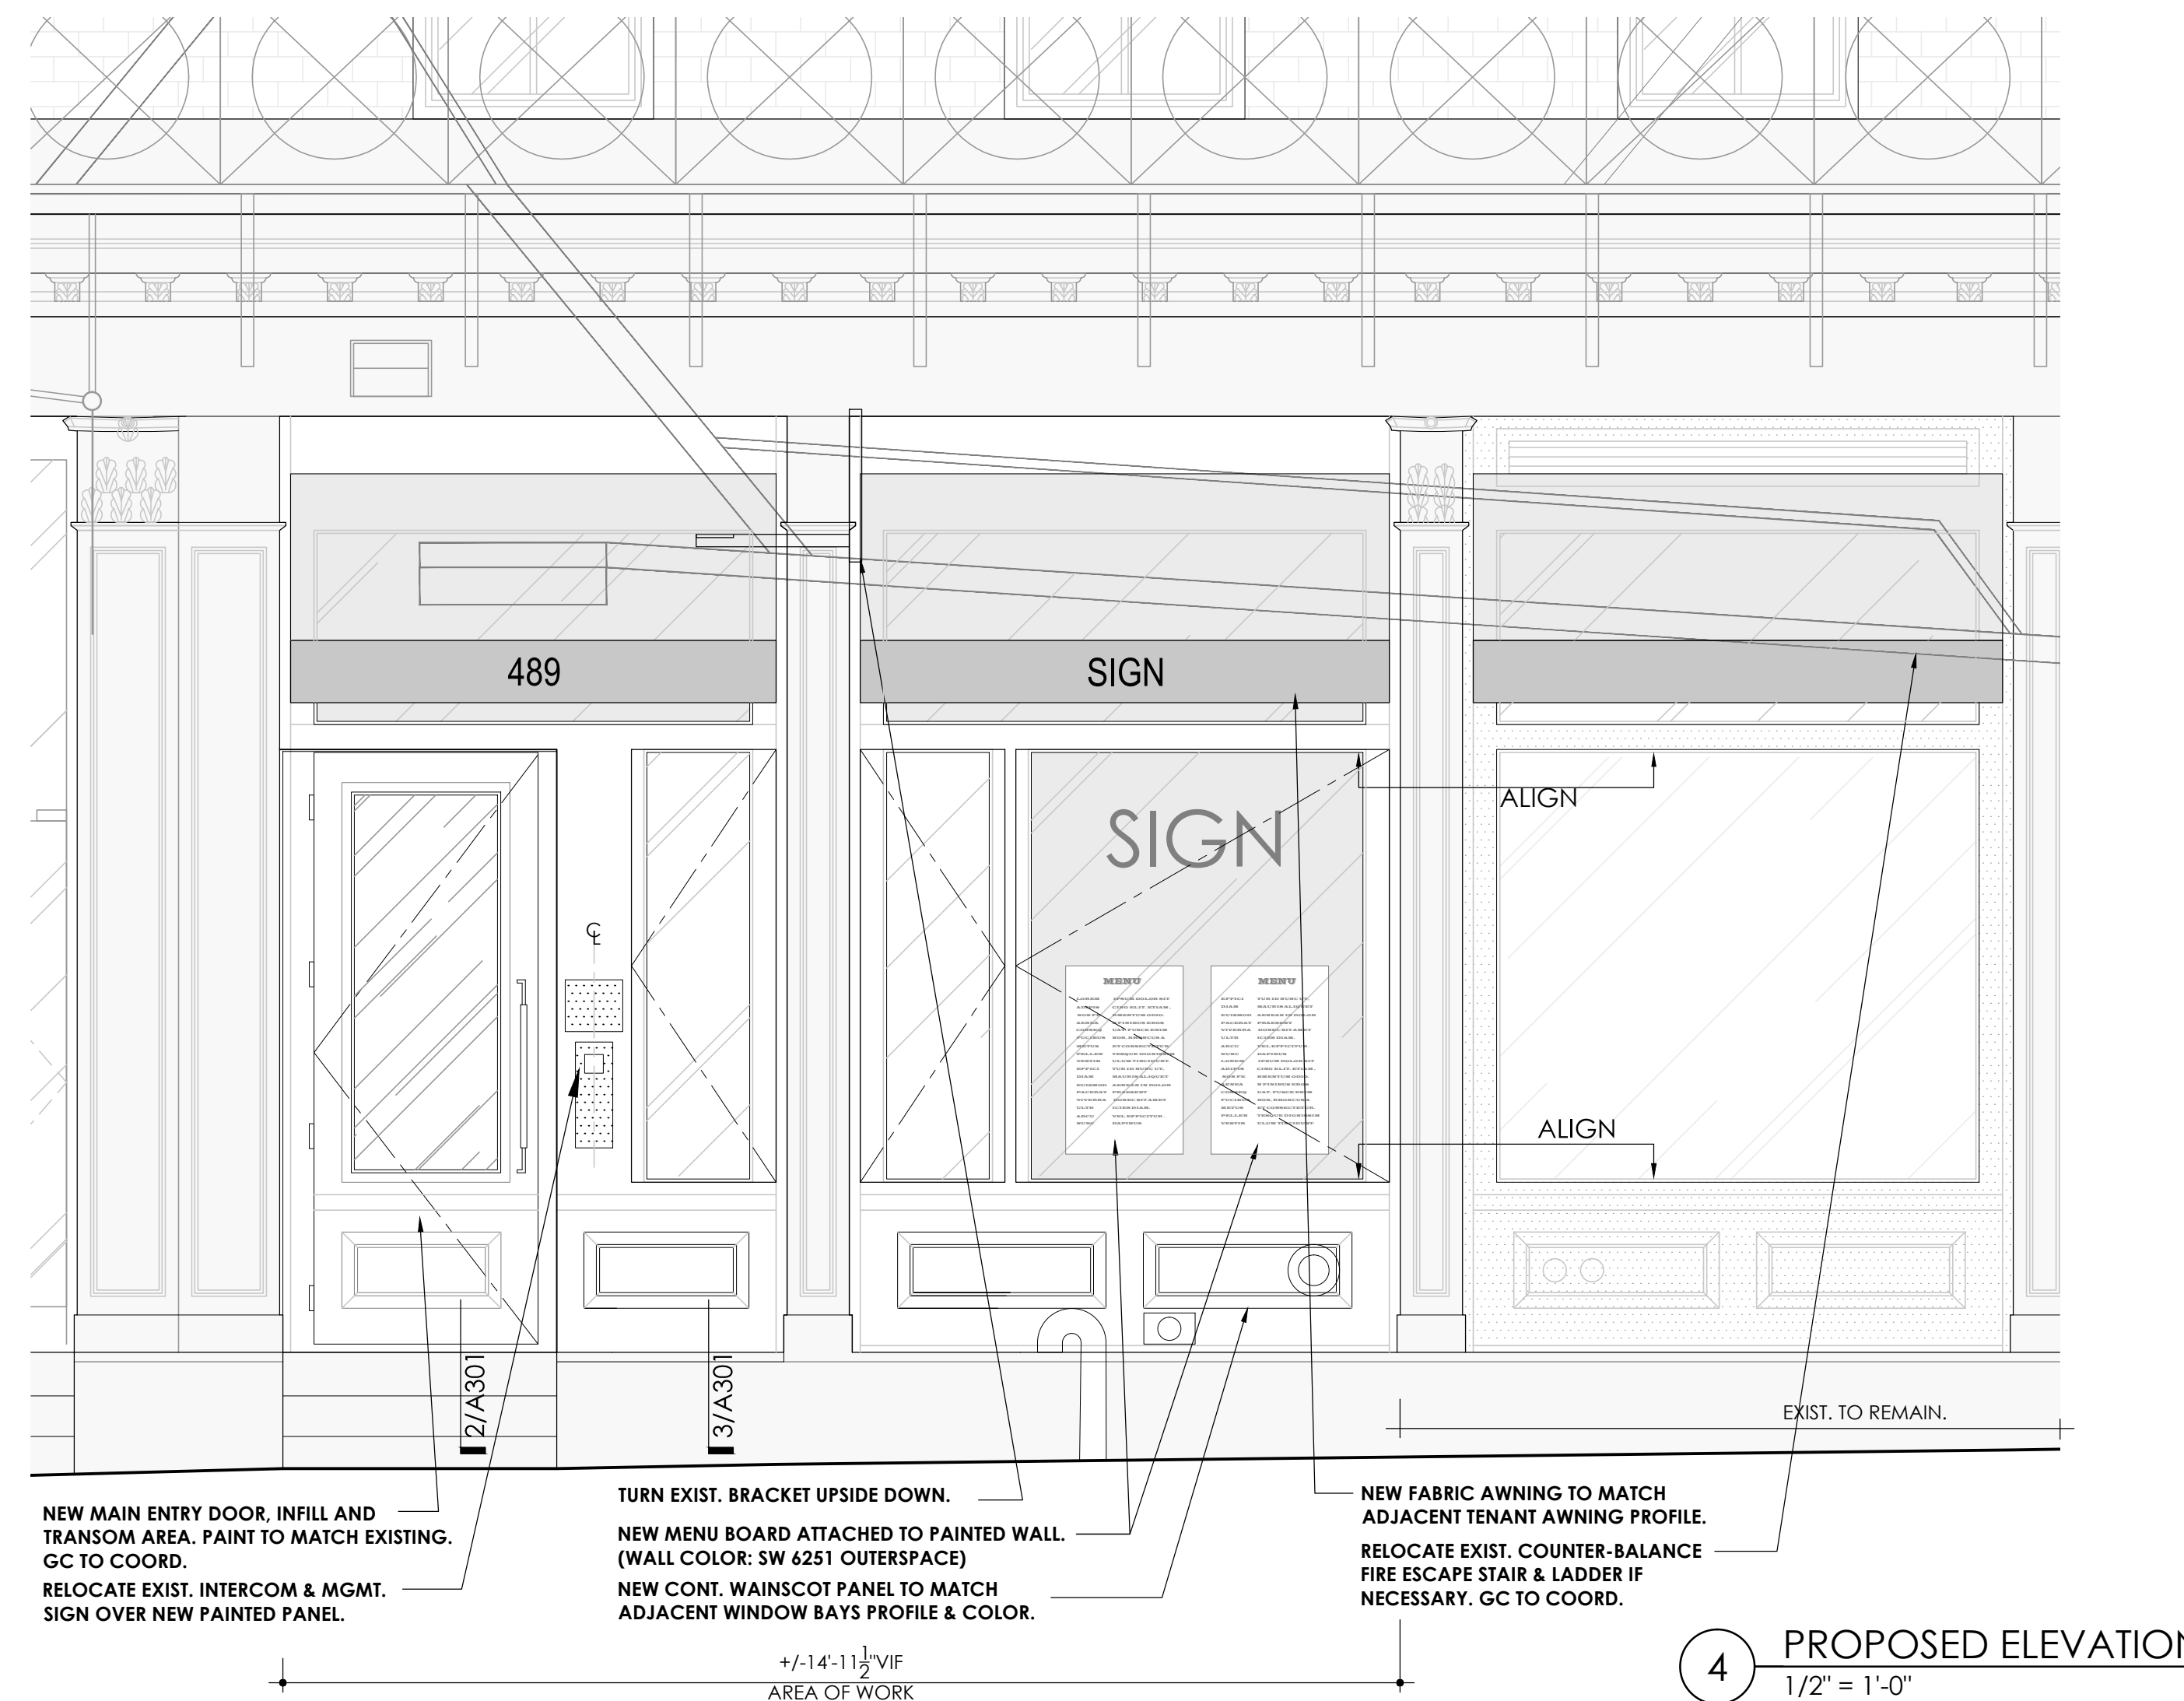 489
SIGN
ALIGN
SIGN
℄
MENU
MENU
ALIGN
2/A301
3/A301
EXIST. TO REMAIN.
NEW MAIN ENTRY DOOR, INFILL AND
TRANSOM AREA. PAINT TO MATCH EXISTING.
GC TO COORD.
RELOCATE EXIST. INTERCOM & MGMT.
SIGN OVER NEW PAINTED PANEL.
TURN EXIST. BRACKET UPSIDE DOWN.
NEW MENU BOARD ATTACHED TO PAINTED WALL.
(WALL COLOR: SW 6251 OUTERSPACE)
NEW CONT. WAINSCOT PANEL TO MATCH
ADJACENT WINDOW BAYS PROFILE & COLOR.
NEW FABRIC AWNING TO MATCH
ADJACENT TENANT AWNING PROFILE.
RELOCATE EXIST. COUNTER-BALANCE
FIRE ESCAPE STAIR & LADDER IF
NECESSARY. GC TO COORD.
+/-14'-11 1/2"VIF
AREA OF WORK
4
PROPOSED ELEVATION
1/2" = 1'-0"